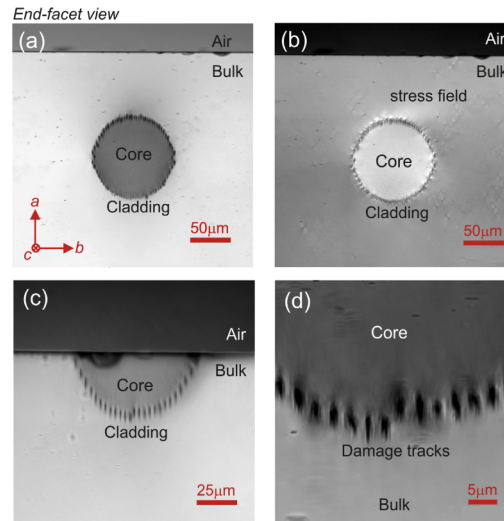 End-facet view
(a)
Air
Bulk
Core
Cladding
a
c
b
50μm
(b)
Air
Bulk
stress field
Core
Cladding
50μm
(c)
Air
Bulk
Core
Cladding
25μm
(d)
Core
Damage tracks
Bulk
5μm